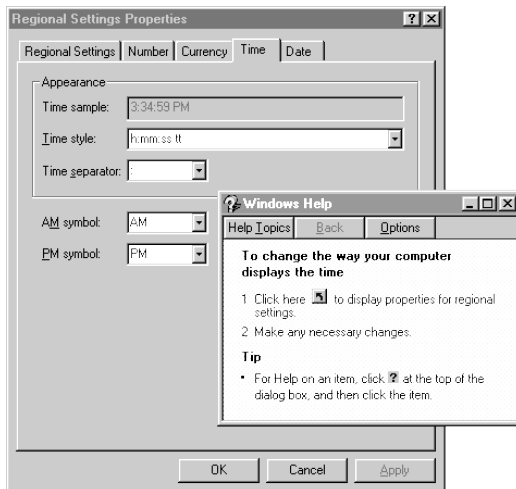 Regional Settings Properties
Regional Settings Number Currency Time Date
Appearance
Time sample: 3:34:59 PM
Time style: h:mm:ss tt
Time separator: :
AM symbol: AM
PM symbol: PM
Windows Help
Help Topics Back Options
To change the way your computer
displays the time
1 Click here to display properties for regional
settings.
2 Make any necessary changes.
Tip
• For Help on an item, click ? at the top of the
dialog box, and then click the item.
OK Cancel Apply